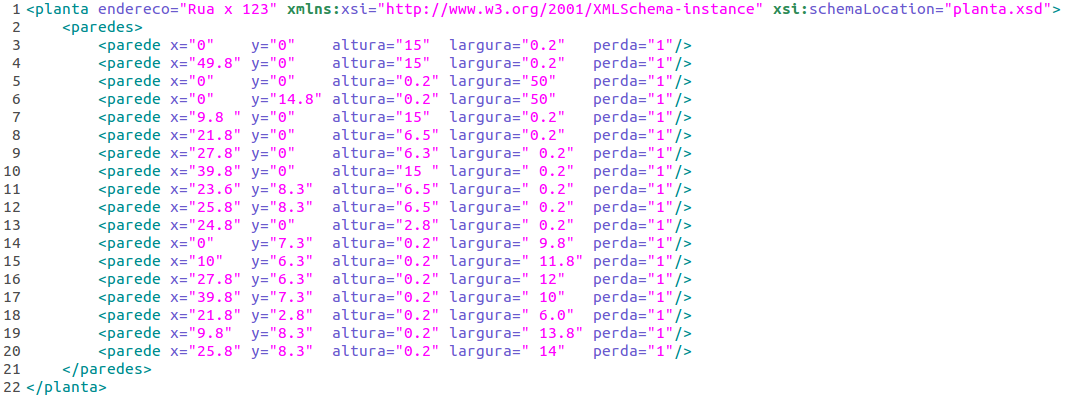 1 <planta endereco="Rua x 123" xmlns:xsi="http://www.w3.org/2001/XMLSchema-instance" xsi:schemaLocation="planta.xsd">
2     <paredes>
3         <parede x="0"    y="0"    altura="15"  largura="0.2"   perda="1"/>
4         <parede x="49.8" y="0"    altura="15"  largura="0.2"   perda="1"/>
5         <parede x="0"    y="0"    altura="0.2" largura="50"    perda="1"/>
6         <parede x="0"    y="14.8" altura="0.2" largura="50"    perda="1"/>
7         <parede x="9.8 " y="0"    altura="15"  largura="0.2"   perda="1"/>
8         <parede x="21.8" y="0"    altura="6.5" largura="0.2"   perda="1"/>
9         <parede x="27.8" y="0"    altura="6.3" largura=" 0.2"  perda="1"/>
10         <parede x="39.8" y="0"    altura="15 " largura=" 0.2"  perda="1"/>
11         <parede x="23.6" y="8.3"  altura="6.5" largura=" 0.2"  perda="1"/>
12         <parede x="25.8" y="8.3"  altura="6.5" largura=" 0.2"  perda="1"/>
13         <parede x="24.8" y="0"    altura="2.8" largura=" 0.2"  perda="1"/>
14         <parede x="0"    y="7.3"  altura="0.2" largura=" 9.8"  perda="1"/>
15         <parede x="10"   y="6.3"  altura="0.2" largura=" 11.8" perda="1"/>
16         <parede x="27.8" y="6.3"  altura="0.2" largura=" 12"   perda="1"/>
17         <parede x="39.8" y="7.3"  altura="0.2" largura=" 10"   perda="1"/>
18         <parede x="21.8" y="2.8"  altura="0.2" largura=" 6.0"  perda="1"/>
19         <parede x="9.8"  y="8.3"  altura="0.2" largura=" 13.8" perda="1"/>
20         <parede x="25.8" y="8.3"  altura="0.2" largura=" 14"   perda="1"/>
21     </paredes>
22 </planta>